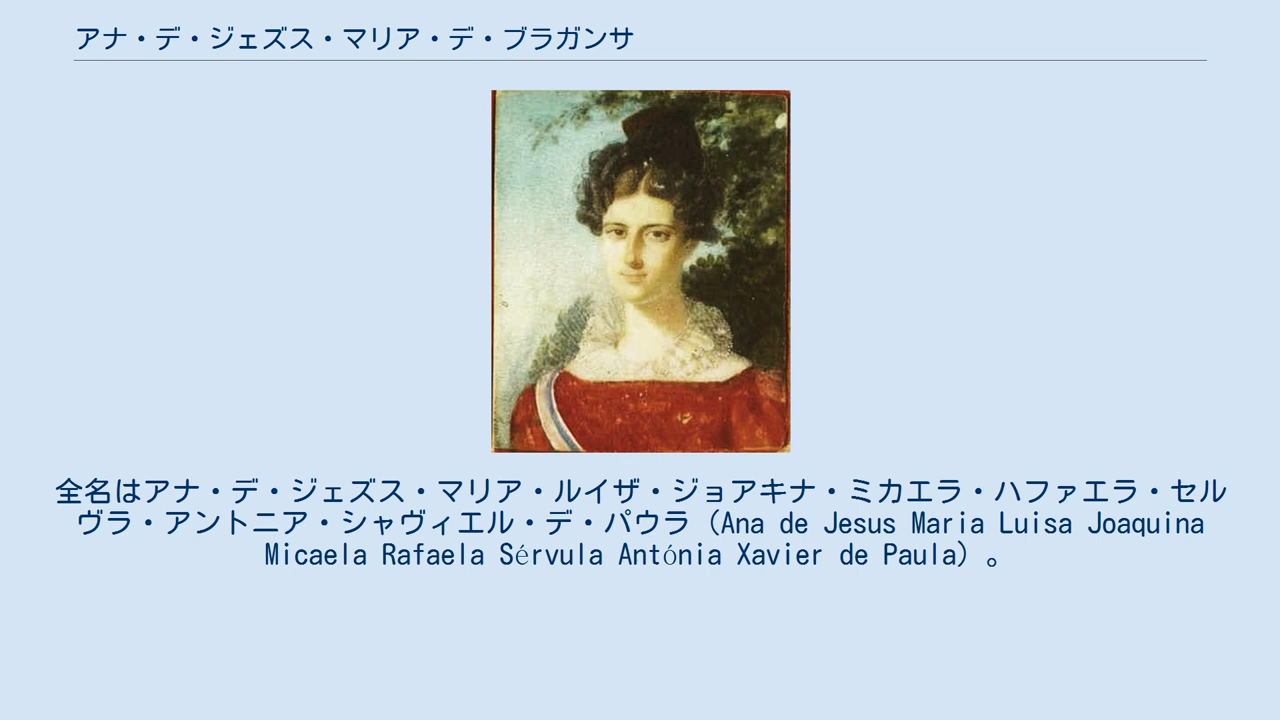 アナ・デ・ジェズス・マリア・デ・ブラガンサ
全名はアナ・デ・ジェズス・マリア・ルイザ・ジョアキナ・ミカエラ・ハファエラ・セル
ヴラ・アントニア・シャヴィエル・デ・パウラ（Ana de Jesus Maria Luisa Joaquina
Micaela Rafaela Sérvula Antónia Xavier de Paula）。